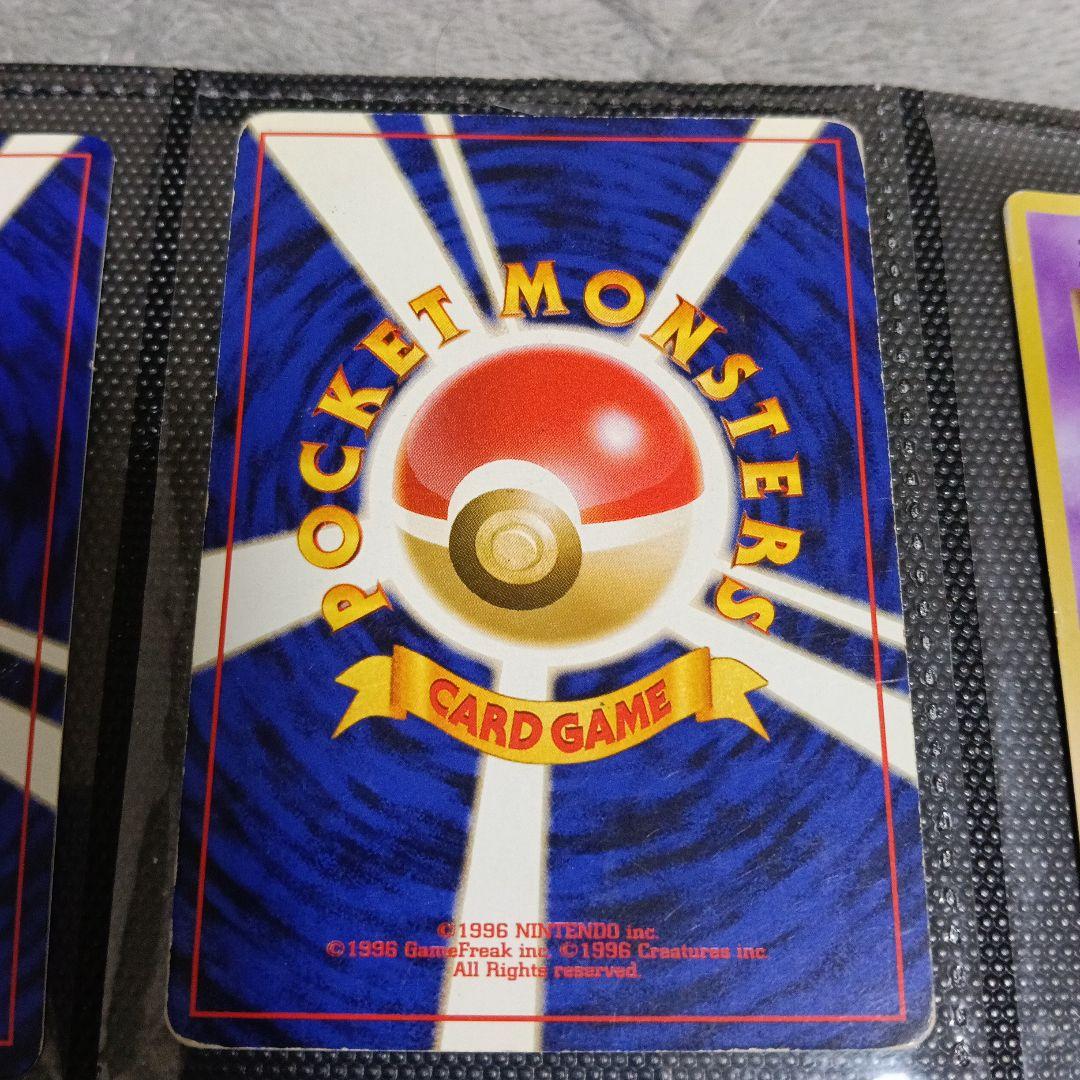 POCKET MONSTERS
CARD GAME
©1996 NINTENDO inc.
©1996 GameFreak inc. ©1996 Creatures inc.
All Rights reserved.